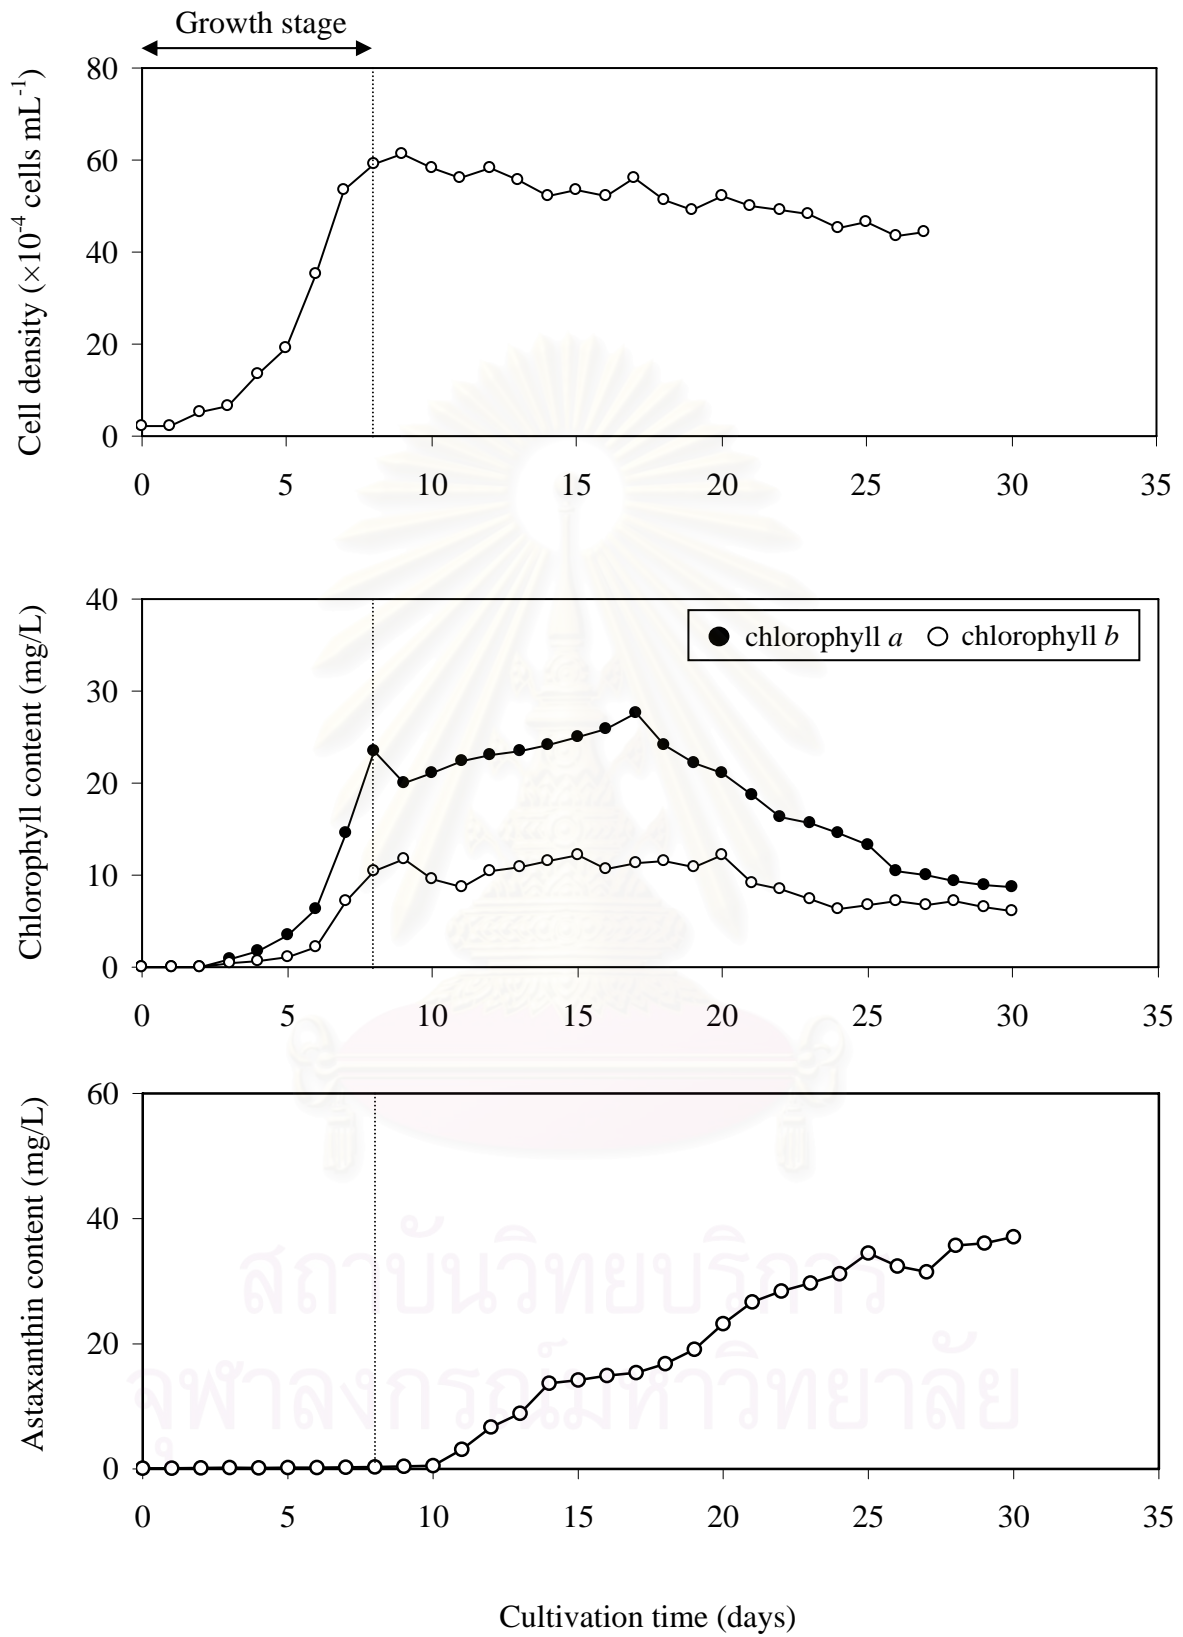 Growth stage
Cell density (×10-4 cells mL-1)
80
60
40
20
0
0 5 10 15 20 25 30 35
Chlorophyll content (mg/L)
40
30
20
10
0
chlorophyll a chlorophyll b
0 5 10 15 20 25 30 35
Astaxanthin content (mg/L)
60
40
20
0
สถาบันวิทยบริการ
จุฬาลงกรณ์มหาวิทยาลัย
0 5 10 15 20 25 30 35
Cultivation time (days)